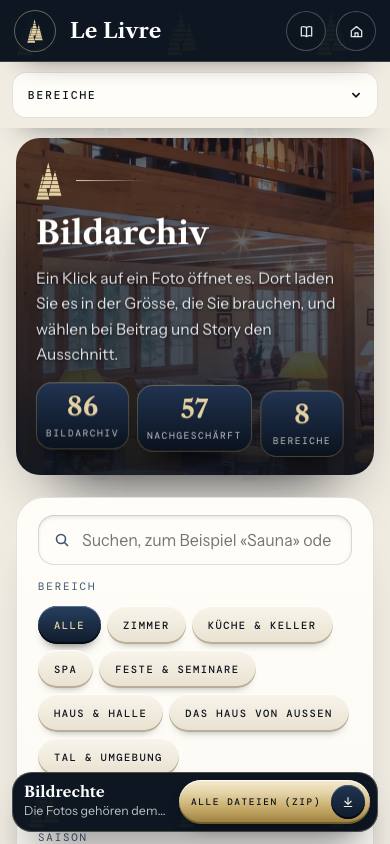 Le Livre
BEREICHE
Bildarchiv
Ein Klick auf ein Foto öffnet es. Dort laden
Sie es in der Grösse, die Sie brauchen, und
wählen bei Beitrag und Story den
Ausschnitt.
86
BILDARCHIV
57
NACHGESCHÄRFT
8
BEREICHE
Suchen, zum Beispiel «Sauna» ode
BEREICH
ALLE
ZIMMER
KÜCHE & KELLER
SPA
FESTE & SEMINARE
HAUS & HALLE
DAS HAUS VON AUSSEN
TAL & UMGEBUNG
Bildrechte
Die Fotos gehören dem...
ALLE DATEIEN (ZIP)
SAISON